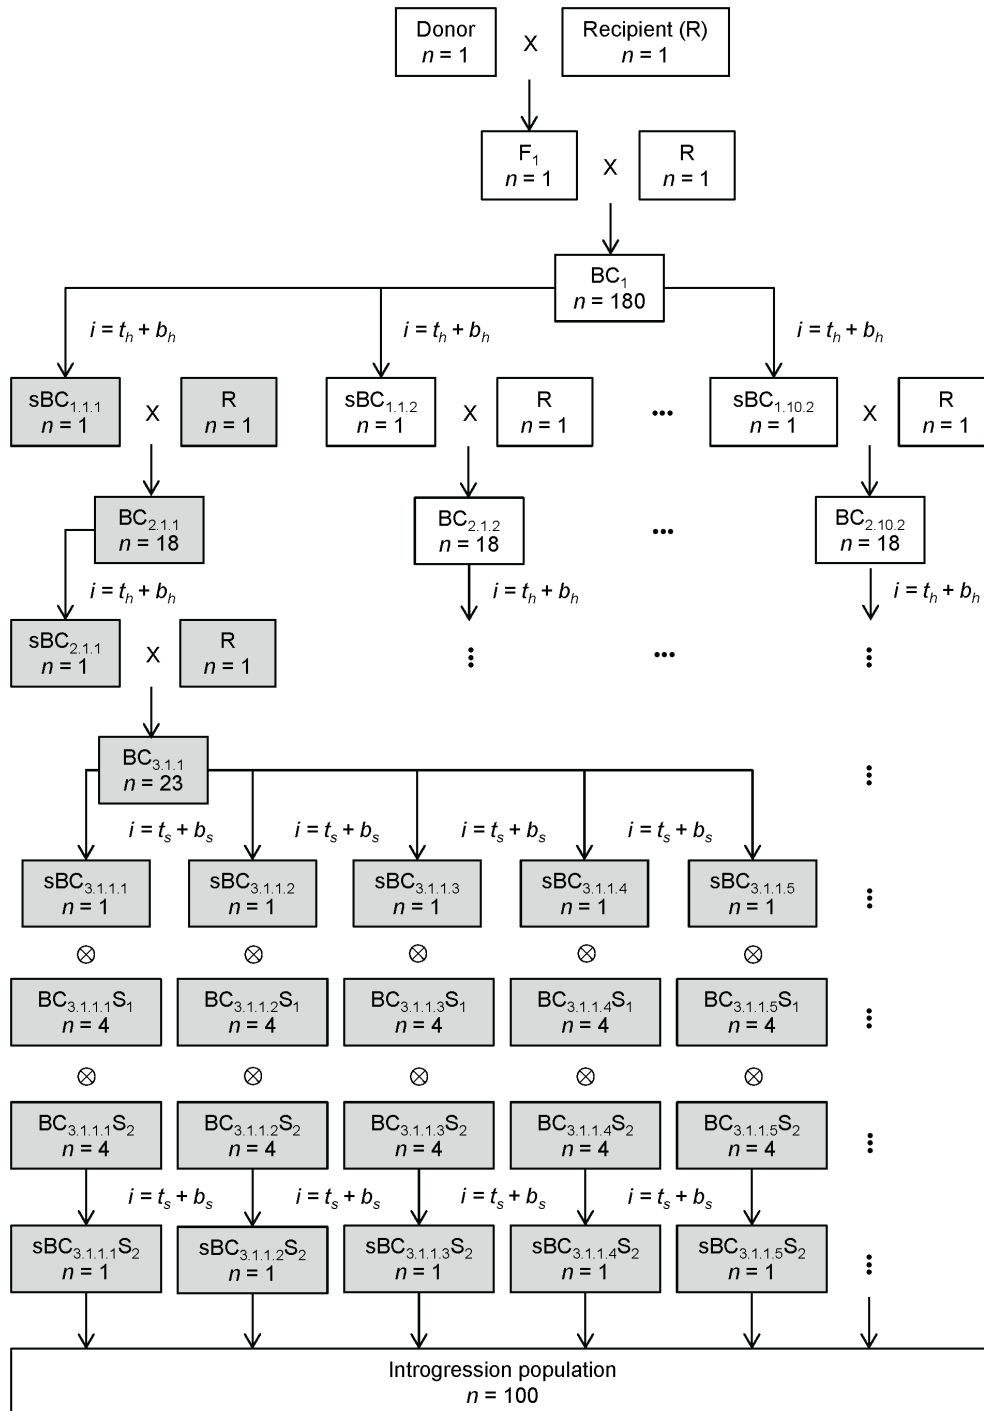 Donor
n = 1
X
Recipient (R)
n = 1
F₁
n = 1
X
R
n = 1
BC₁
n = 180
i = tₕ + bₕ
i = tₕ + bₕ
i = tₕ + bₕ
sBC₁.₁.₁
n = 1
X
R
n = 1
sBC₁.₁.₂
n = 1
X
R
n = 1
•••
sBC₁.₁₀.₂
n = 1
X
R
n = 1
BC₂.₁.₁
n = 18
BC₂.₁.₂
n = 18
•••
BC₂.₁₀.₂
n = 18
i = tₕ + bₕ
i = tₕ + bₕ
i = tₕ + bₕ
sBC₂.₁.₁
n = 1
X
R
n = 1
•••
BC₃.₁.₁
n = 23
i = tₛ + bₛ
i = tₛ + bₛ
i = tₛ + bₛ
i = tₛ + bₛ
sBC₃.₁.₁.₁
n = 1
sBC₃.₁.₁.₂
n = 1
sBC₃.₁.₁.₃
n = 1
sBC₃.₁.₁.₄
n = 1
sBC₃.₁.₁.₅
n = 1
⊗ ⊗ ⊗ ⊗ ⊗
BC₃.₁.₁.₁S₁
n = 4
BC₃.₁.₁.₂S₁
n = 4
BC₃.₁.₁.₃S₁
n = 4
BC₃.₁.₁.₄S₁
n = 4
BC₃.₁.₁.₅S₁
n = 4
⊗ ⊗ ⊗ ⊗ ⊗
BC₃.₁.₁.₁S₂
n = 4
BC₃.₁.₁.₂S₂
n = 4
BC₃.₁.₁.₃S₂
n = 4
BC₃.₁.₁.₄S₂
n = 4
BC₃.₁.₁.₅S₂
n = 4
i = tₛ + bₛ
i = tₛ + bₛ
i = tₛ + bₛ
i = tₛ + bₛ
sBC₃.₁.₁.₁S₂
n = 1
sBC₃.₁.₁.₂S₂
n = 1
sBC₃.₁.₁.₃S₂
n = 1
sBC₃.₁.₁.₄S₂
n = 1
sBC₃.₁.₁.₅S₂
n = 1
Introgression population
n = 100